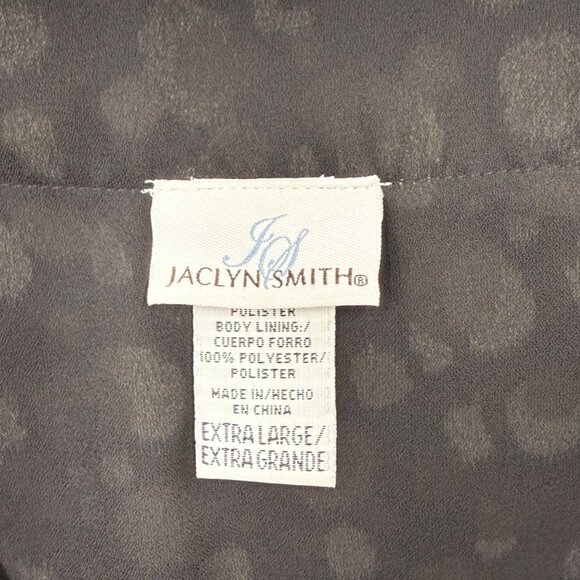 JS
JACLYN SMITH®
POLISTER
BODY LINING:/
CUERPO FORRO
100% POLYESTER/
POLISTER
MADE IN/HECHO
EN CHINA
EXTRA LARGE/
EXTRA GRANDE